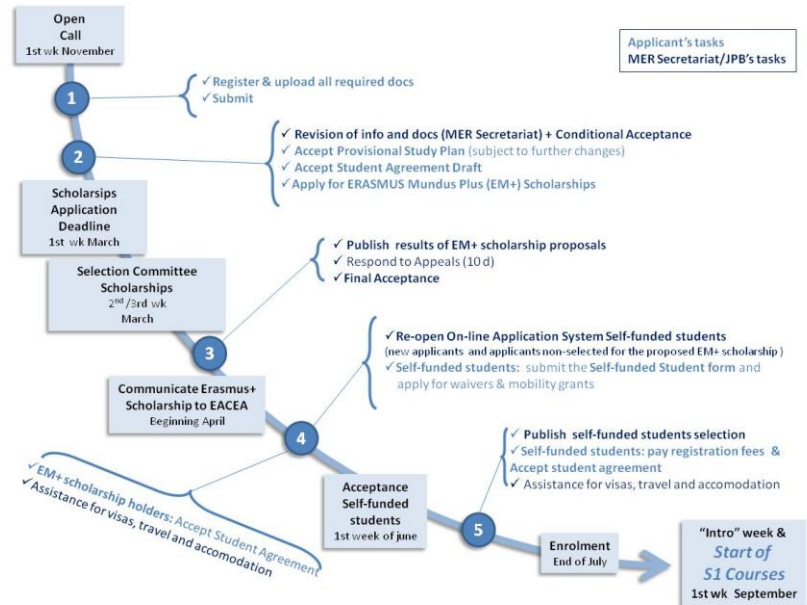 Open
Call
1st wk November
Applicant's tasks
MER Secretariat/JPB's tasks
1
✓Register & upload all required docs
✓Submit
2
✓ Revision of info and docs (MER Secretariat) + Conditional Acceptance
✓Accept Provisional Study Plan (subject to further changes)
✓Accept Student Agreement Draft
✓Apply for ERASMUS Mundus Plus (EM+) Scholarships
Scholarsips
Application
Deadline
1st wk March
Selection Committee
Scholarships
2nd /3rd wk
March
✓ Publish results of EM+ scholarship proposals
✓ Respond to Appeals (10 d)
✓Final Acceptance
3
✓Re-open On-line Application System Self-funded students
(new applicants and applicants non-selected for the proposed EM+ scholarship )
✓Self-funded students: submit the Self-funded Student form and
apply for waivers & mobility grants
Communicate Erasmus+
Scholarship to EACEA
Beginning April
4
✓EM+ scholarship holders: Accept Student Agreement
✓Assistance for visas, travel and accomodation
Acceptance
Self-funded
students
1st week of june
✓ Publish self-funded students selection
✓Self-funded students: pay registration fees &
Accept student agreement
✓ Assistance for visas, travel and accomodation
5
Enrolment
End of July
"Intro" week &
Start of
S1 Courses
1st wk September